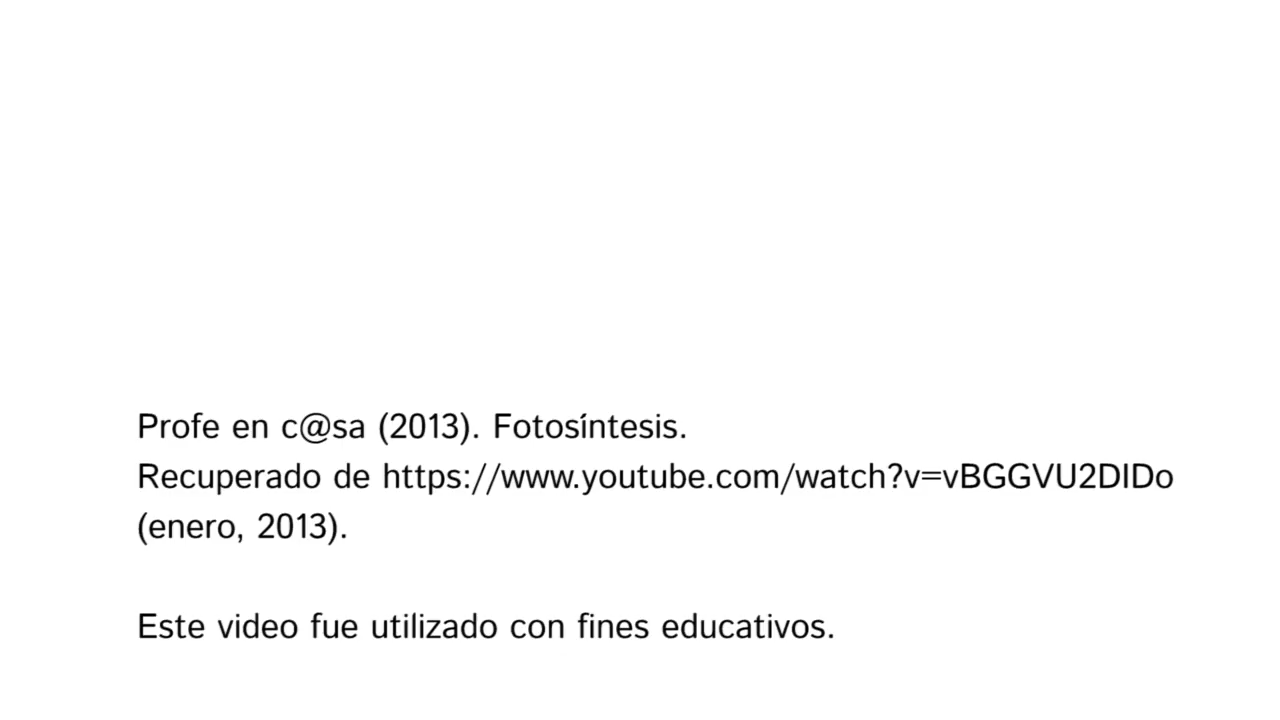 Profe en c@sa (2013). Fotosíntesis.
Recuperado de https://www.youtube.com/watch?v=vBGGVU2DIDo
(enero, 2013).
Este video fue utilizado con fines educativos.